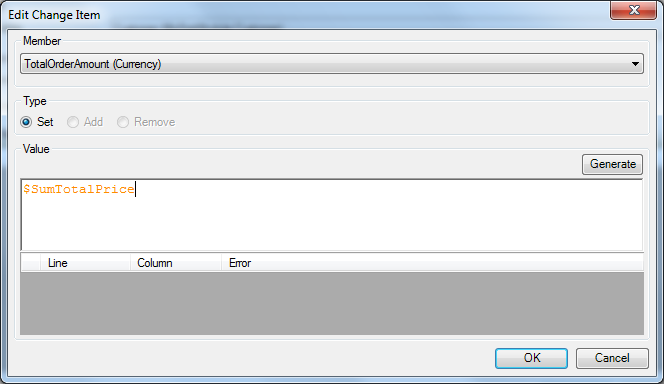 Edit Change Item
Member
TotalOrderAmount (Currency)
Type
Set Add Remove
Value
Generate
$SumTotalPrice
Line Column Error
OK Cancel